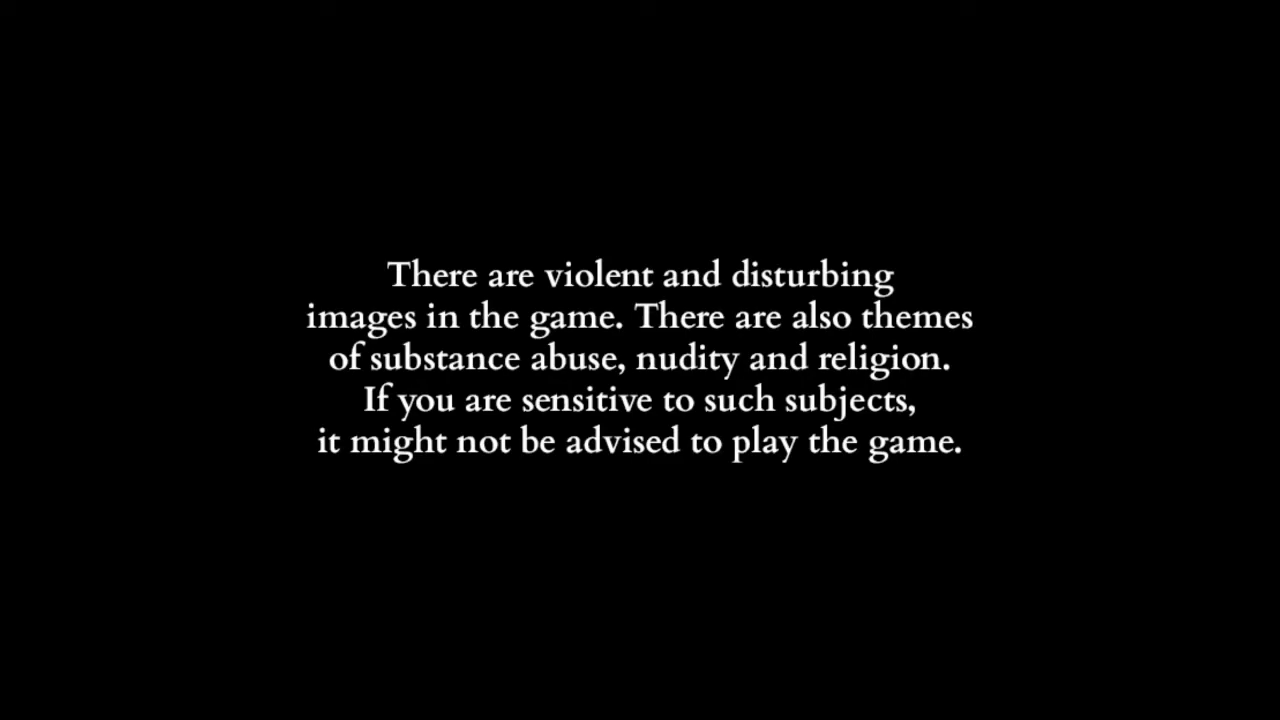 There are violent and disturbing
images in the game. There are also themes
of substance abuse, nudity and religion.
If you are sensitive to such subjects,
it might not be advised to play the game.